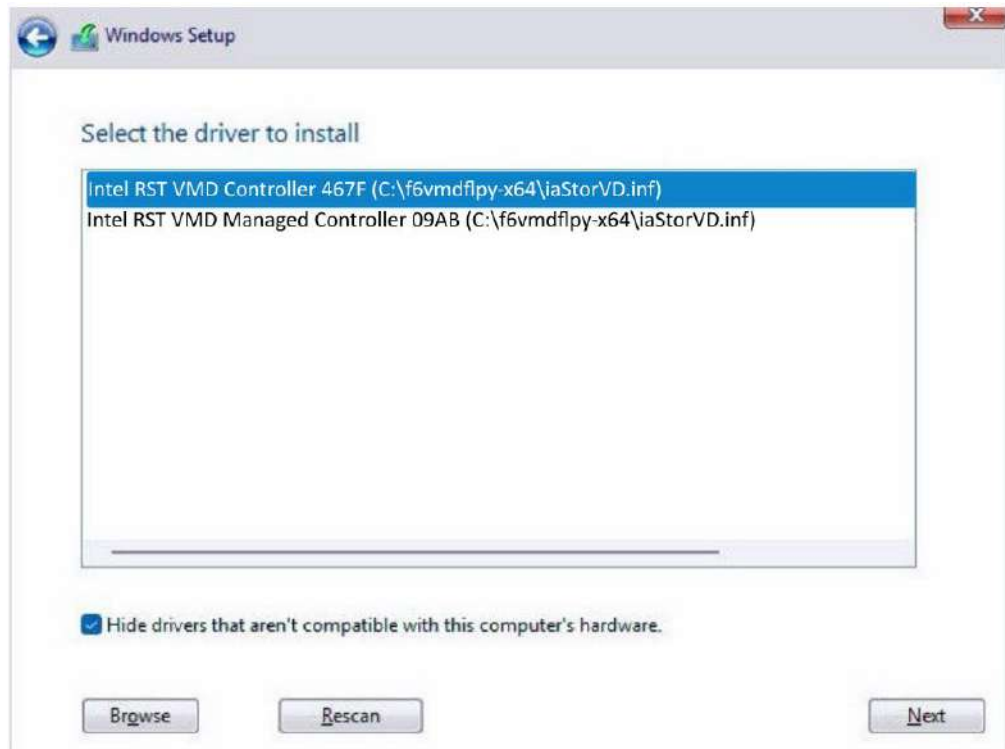 Windows Setup
X
Select the driver to install
Intel RST VMD Controller 467F (C:\f6vmdflpy-x64\iaStorVD.inf)
Intel RST VMD Managed Controller 09AB (C:\f6vmdflpy-x64\iaStorVD.inf)
Hide drivers that aren't compatible with this computer's hardware.
Browse Rescan Next